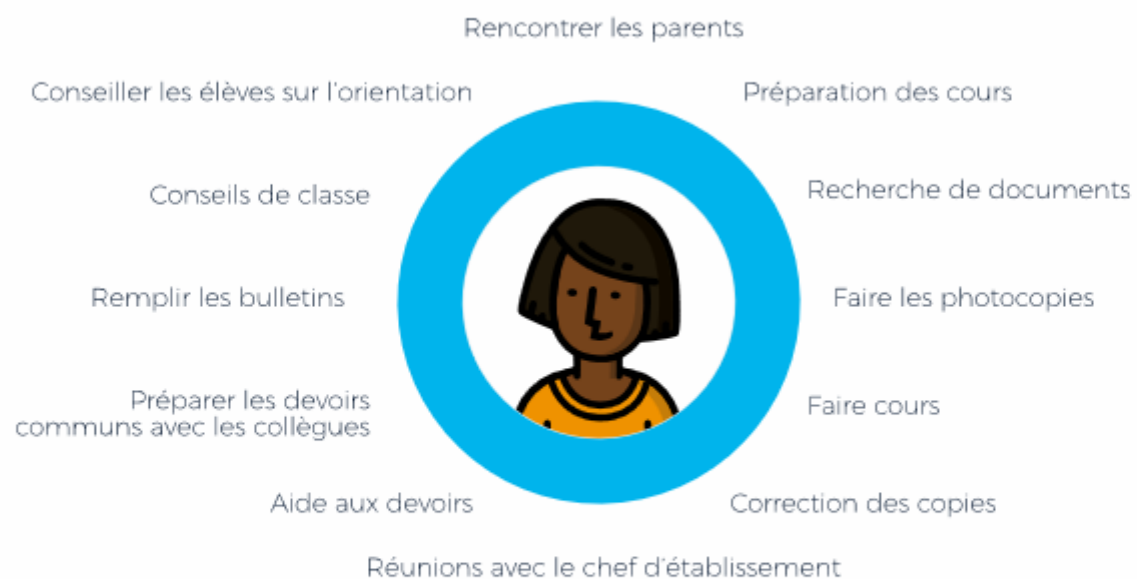 Rencontrer les parents
Conseiller les élèves sur l'orientation
Préparation des cours
Conseils de classe
Recherche de documents
Remplir les bulletins
Faire les photocopies
Préparer les devoirs
communs avec les collègues
Faire cours
Aide aux devoirs
Correction des copies
Réunions avec le chef d'établissement